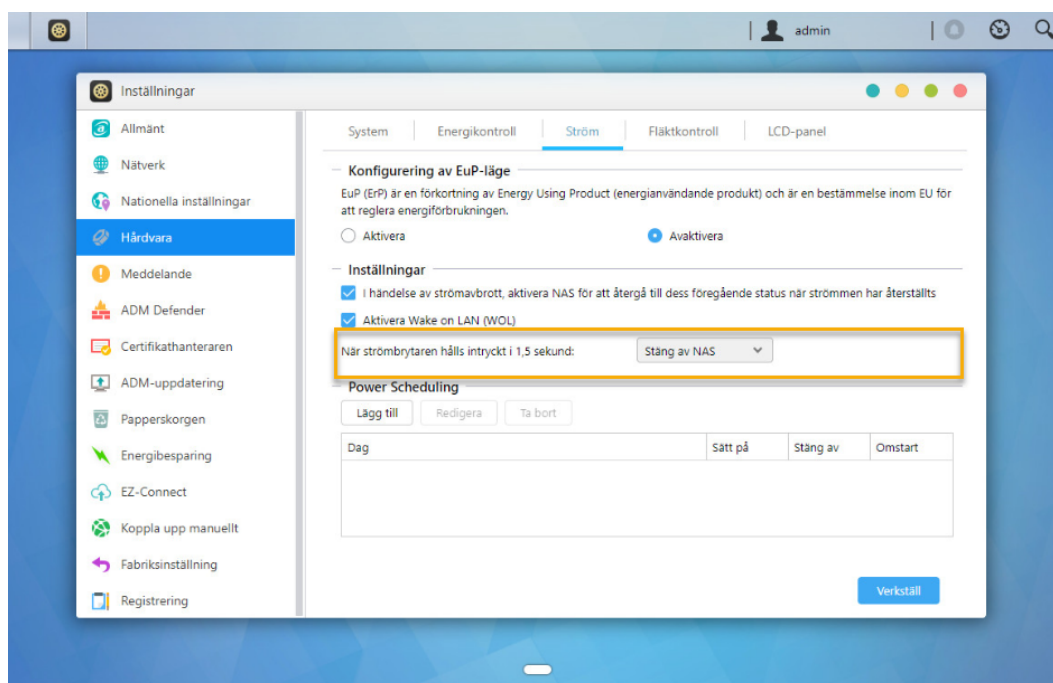 admin
Inställningar
Allmänt
Nätverk
Nationella inställningar
Hårdvara
Meddelande
ADM Defender
Certifikathanteraren
ADM-uppdatering
Papperskorgen
Energibesparing
EZ-Connect
Koppla upp manuellt
Fabriksinställning
Registrering
System Energikontroll Ström Fläktkontroll LCD-panel
Konfigurering av EuP-läge
EuP (ErP) är en förkortning av Energy Using Product (energianvändande produkt) och är en bestämmelse inom EU för
att reglera energiförbrukningen.
Aktivera Avaktivera
Inställningar
I händelse av strömavbrott, aktivera NAS för att återgå till dess föregående status när strömmen har återställts
Aktivera Wake on LAN (WOL)
När strömbrytaren hålls intryckt i 1,5 sekund: Stäng av NAS
Power Scheduling
Lägg till Redigera Ta bort
Dag Sätt på Stäng av Omstart
Verkställ